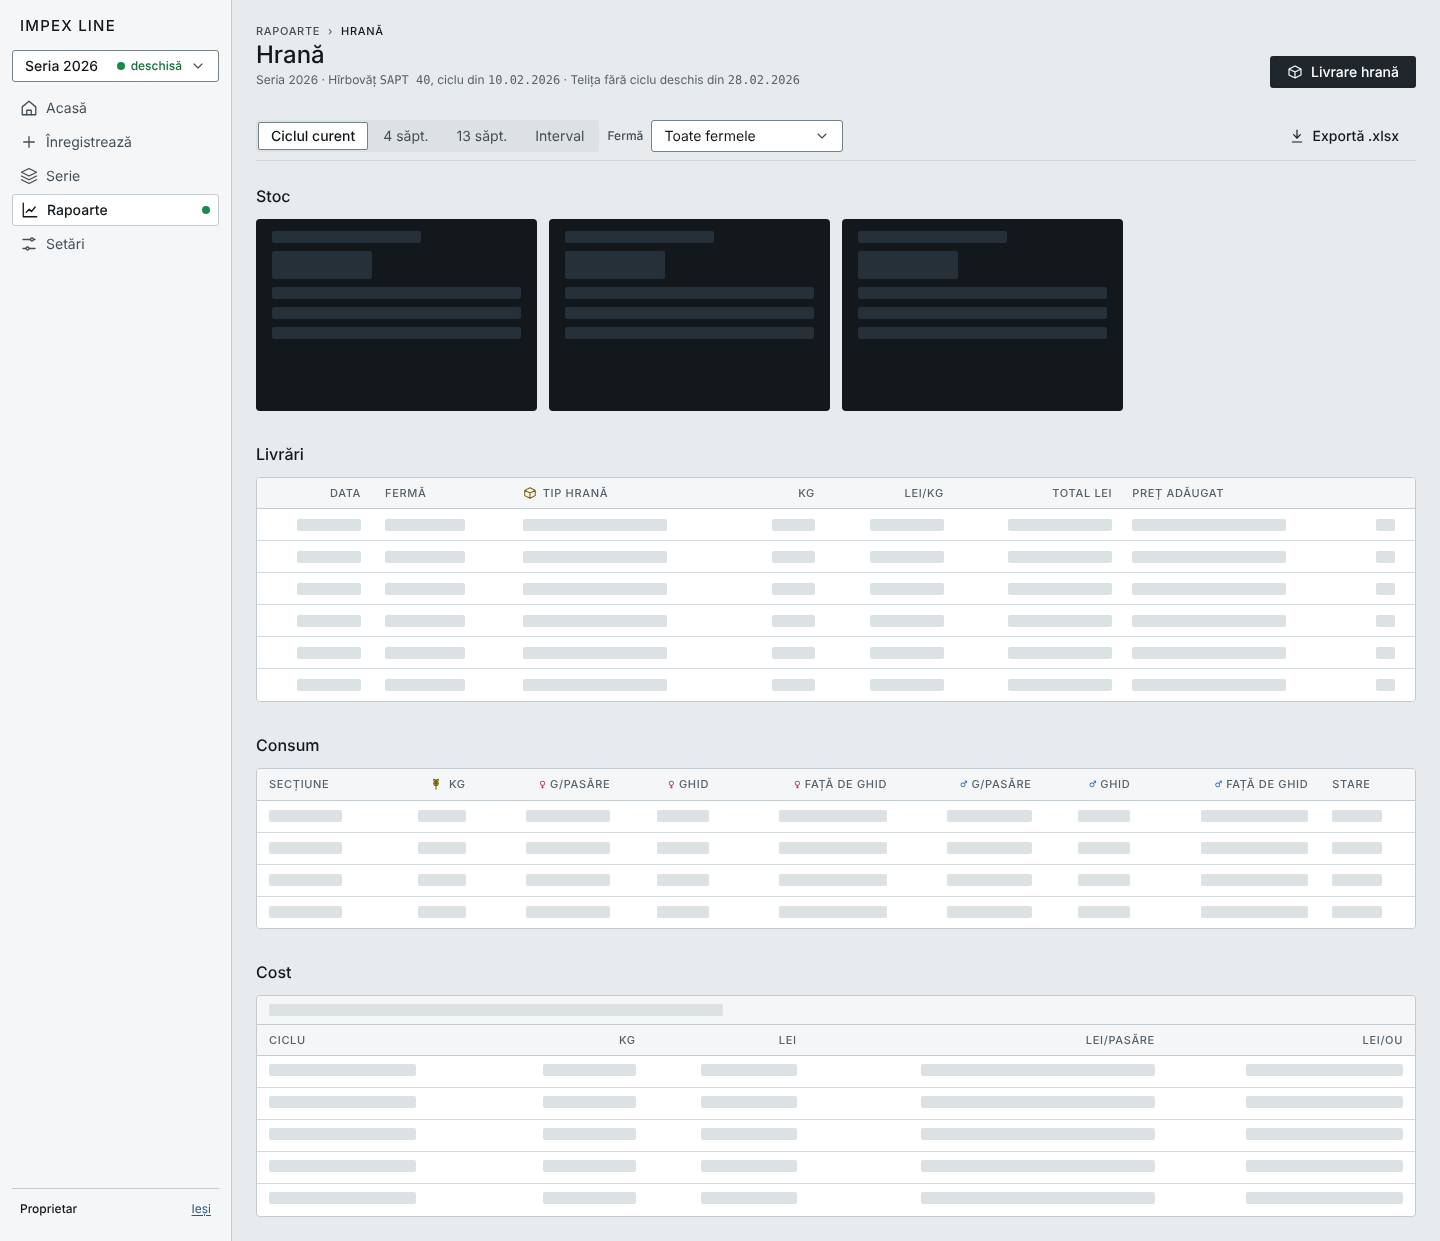 IMPEX LINE
Seria 2026 deschisă
Acasă
Înregistrează
Serie
Rapoarte
Setări
Proprietar Ieși
RAPOARTE › HRANĂ
Hrană
Seria 2026 · Hîrbovăț SAPT 40, ciclu din 10.02.2026 · Telița fără ciclu deschis din 28.02.2026
Livrare hrană
Ciclul curent 4 săpt. 13 săpt. Interval Fermă Toate fermele Exportă .xlsx
Stoc
Livrări
DATA FERMĂ TIP HRANĂ KG LEI/KG TOTAL LEI PREȚ ADĂUGAT
Consum
SECȚIUNE KG ♀ G/PASĂRE ♀ GHID ♀ FAȚĂ DE GHID ♂ G/PASĂRE ♂ GHID ♂ FAȚĂ DE GHID STARE
Cost
CICLU KG LEI LEI/PASĂRE LEI/OU